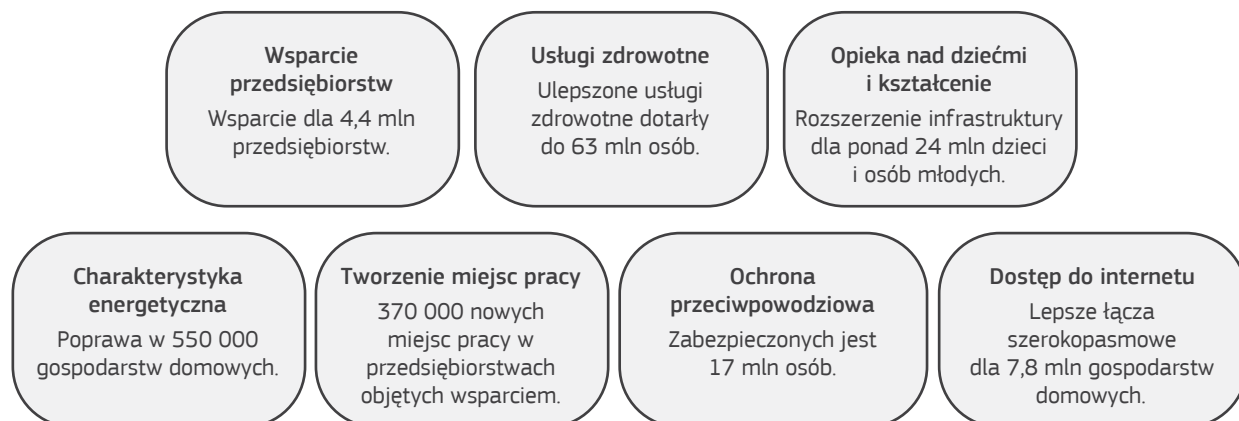 Wsparcie
przedsiębiorstw
Wsparcie dla 4,4 mln
przedsiębiorstw.
Usługi zdrowotne
Ulepszone usługi
zdrowotne dotarły
do 63 mln osób.
Opieka nad dziećmi
i kształcenie
Rozszerzenie infrastruktury
dla ponad 24 mln dzieci
i osób młodych.
Charakterystyka
energetyczna
Poprawa w 550 000
gospodarstw domowych.
Tworzenie miejsc pracy
370 000 nowych
miejsc pracy w
przedsiębiorstwach
objętych wsparciem.
Ochrona
przeciwpowodziowa
Zabezpieczonych jest
17 mln osób.
Dostęp do internetu
Lepsze łącza
szerokopasmowe
dla 7,8 mln gospodarstw
domowych.